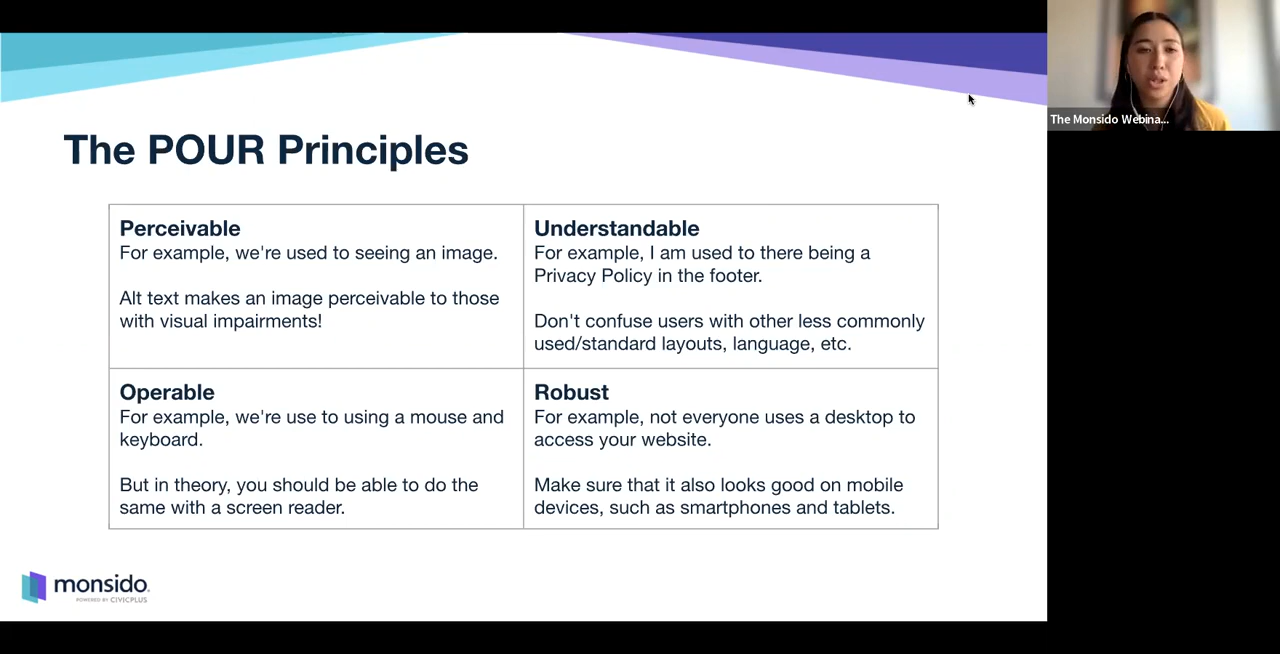 The POUR Principles
Perceivable
For example, we're used to seeing an image.
Alt text makes an image perceivable to those
with visual impairments!
Understandable
For example, I am used to there being a
Privacy Policy in the footer.
Don't confuse users with other less commonly
used/standard layouts, language, etc.
Operable
For example, we're use to using a mouse and
keyboard.
But in theory, you should be able to do the
same with a screen reader.
Robust
For example, not everyone uses a desktop to
access your website.
Make sure that it also looks good on mobile
devices, such as smartphones and tablets.
monsido
POWERED BY CIVICPLUS
The Monsido Webina...